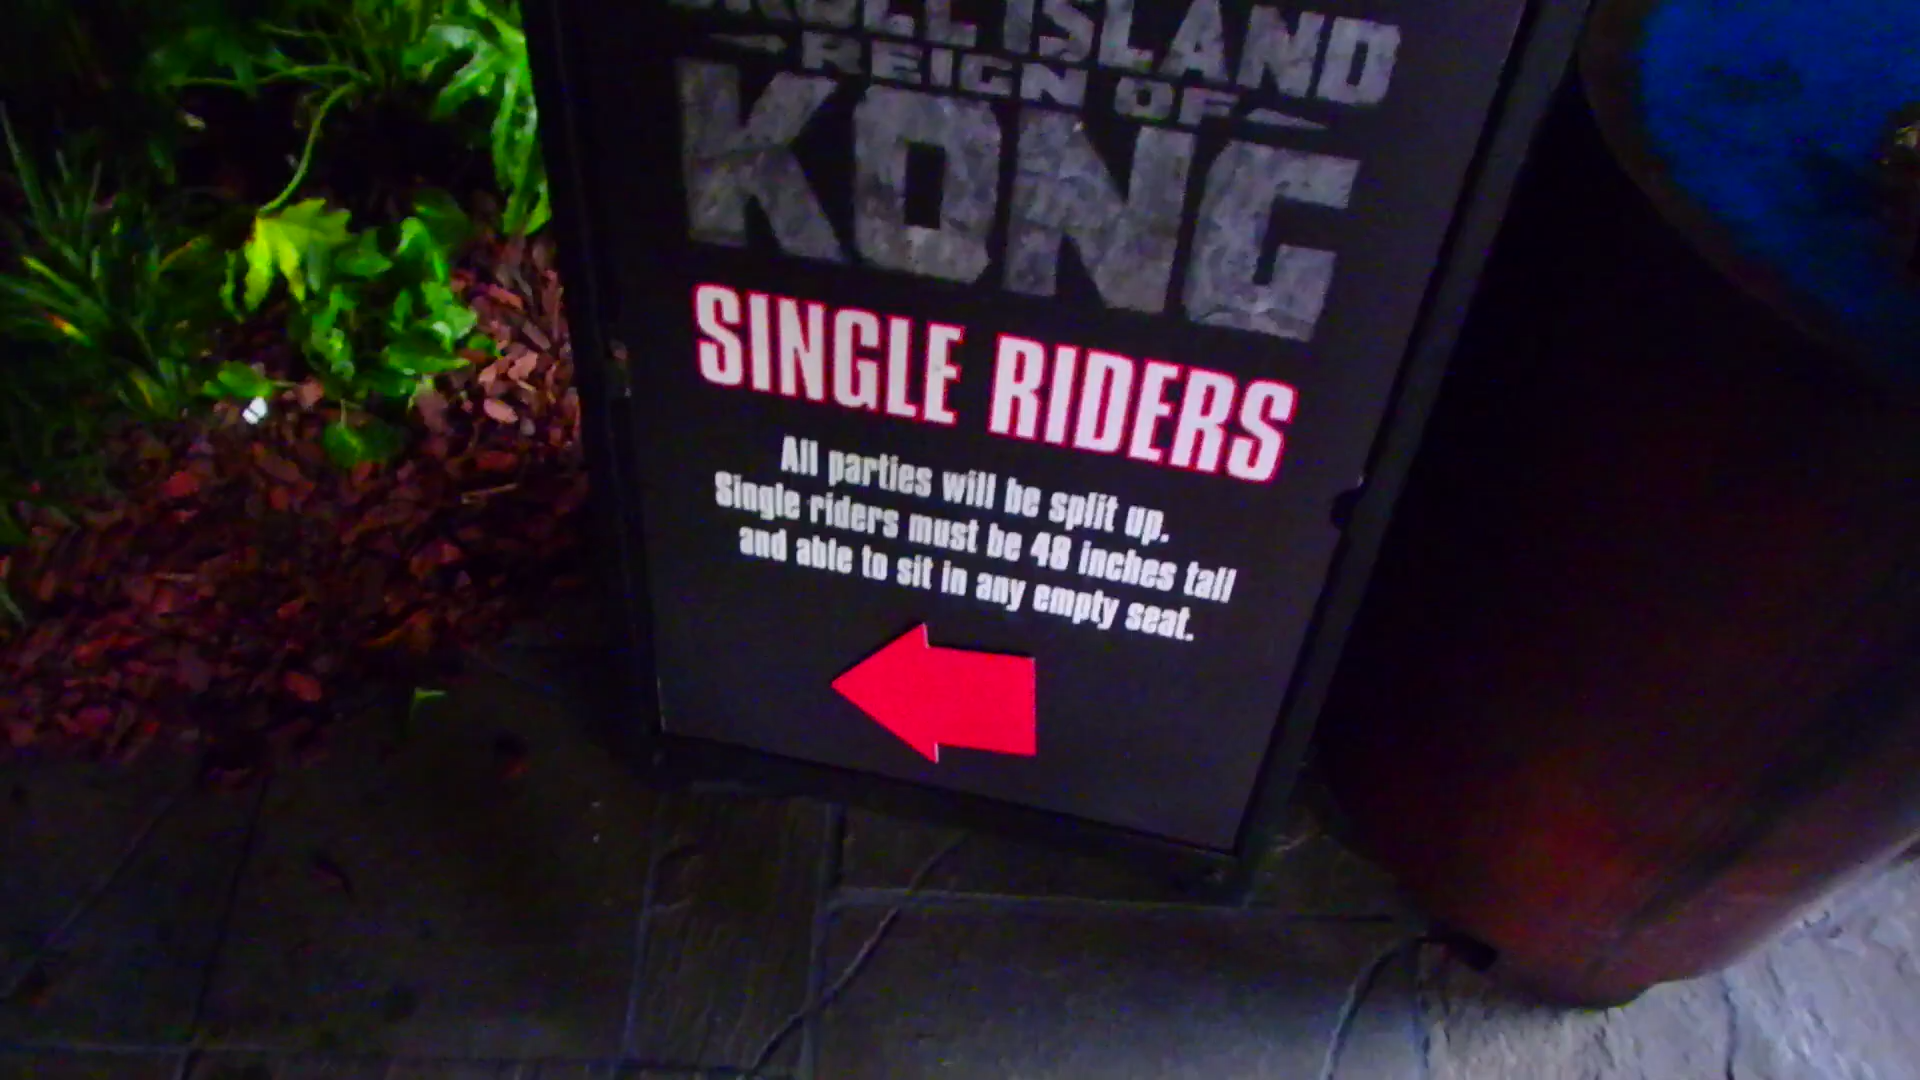 SKULL ISLAND
REIGN OF
KONG
SINGLE RIDERS
All parties will be split up.
Single riders must be 48 inches tall
and able to sit in any empty seat.